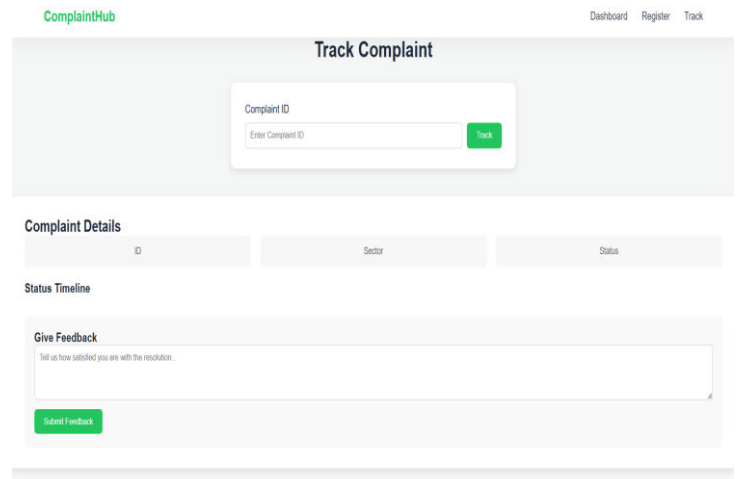 ComplaintHub Dashboard Register Track
Track Complaint
Complaint ID
Enter Complaint ID Track
Complaint Details
ID Sector Status
Status Timeline
Give Feedback
Tell us how satisfied you are with the resolution...
Submit Feedback